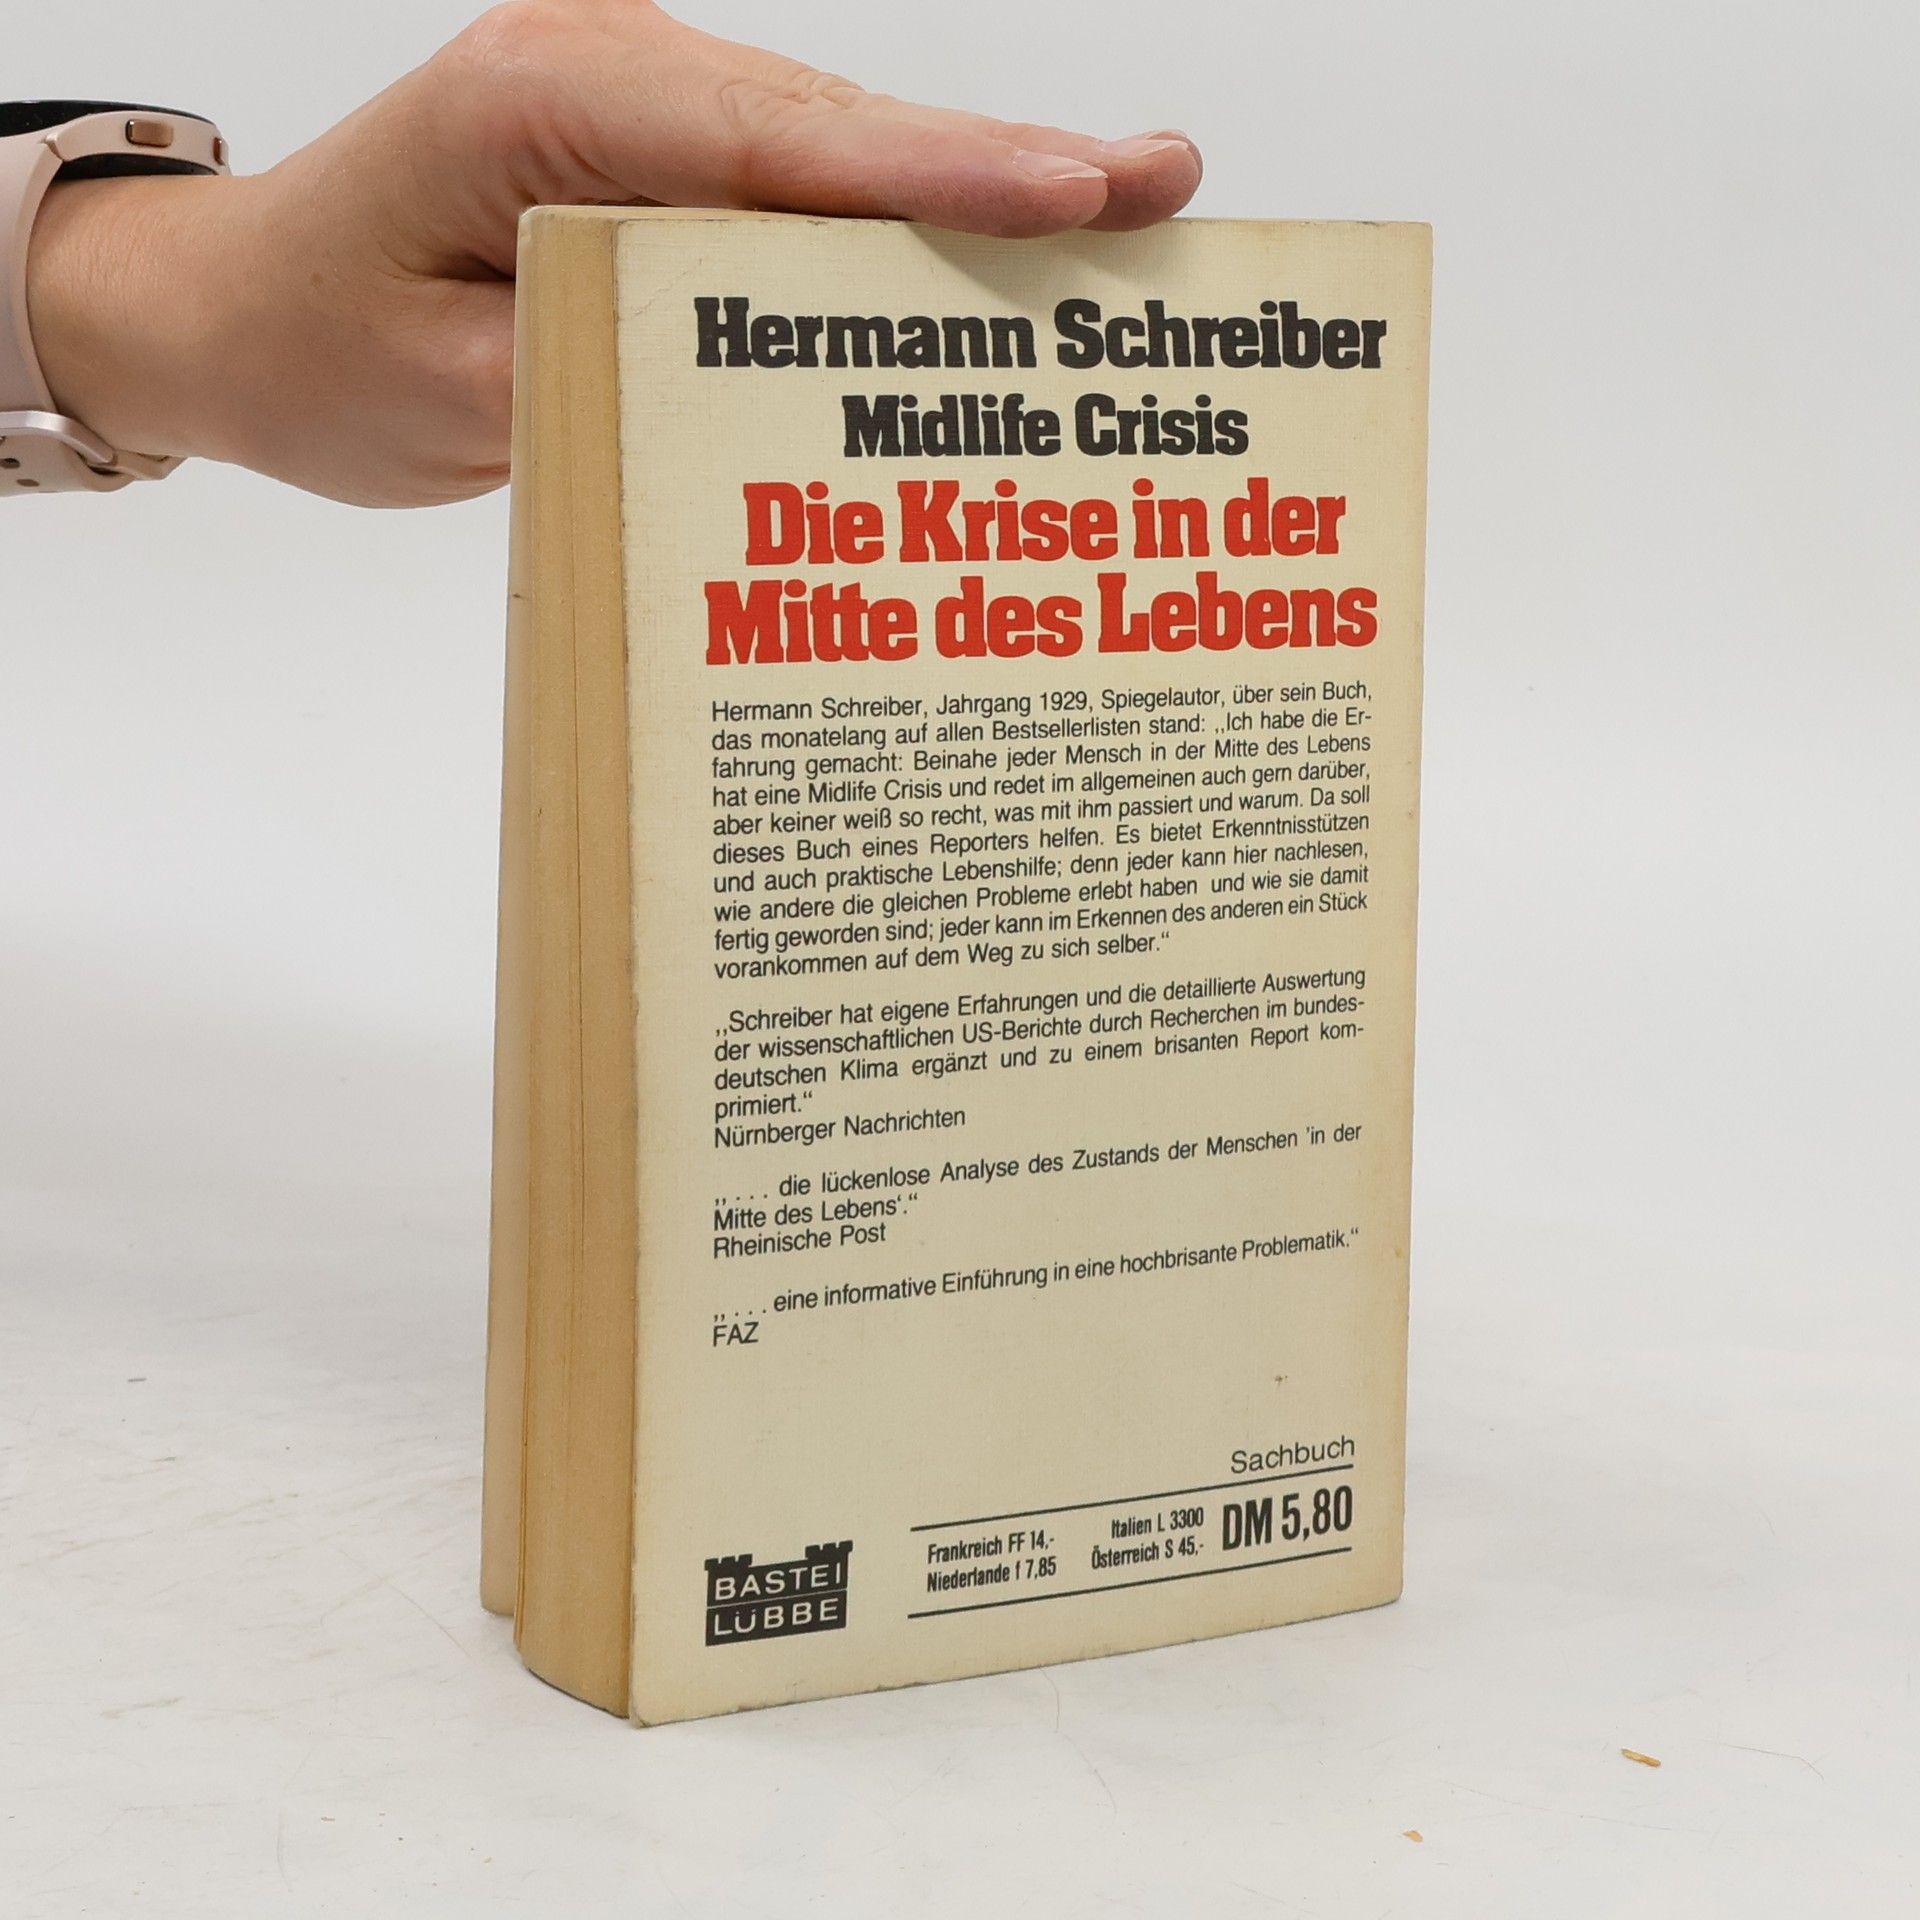 Hermann Schreiber
Midlife Crisis
Die Krise in der
Mitte des Lebens
Hermann Schreiber, Jahrgang 1929, Spiegelautor, über sein Buch,
das monatelang auf allen Bestsellerlisten stand: „Ich habe die Er-
fahrung gemacht: Beinahe jeder Mensch in der Mitte des Lebens
hat eine Midlife Crisis und redet im allgemeinen auch gern darüber,
aber keiner weiß so recht, was mit ihm passiert und warum. Da soll
dieses Buch eines Reporters helfen. Es bietet Erkenntnisstützen
und auch praktische Lebenshilfe; denn jeder kann hier nachlesen,
wie andere die gleichen Probleme erlebt haben und wie sie damit
fertig geworden sind; jeder kann im Erkennen des anderen ein Stück
vorankommen auf dem Weg zu sich selber.“
„Schreiber hat eigene Erfahrungen und die detaillierte Auswertung
der wissenschaftlichen US-Berichte durch Recherchen im bundes-
deutschen Klima ergänzt und zu einem brisanten Report kom-
primiert.“
Nürnberger Nachrichten
„. . . die lückenlose Analyse des Zustands der Menschen 'in der
Mitte des Lebens‘.“
Rheinische Post
„. . . eine informative Einführung in eine hochbrisante Problematik.“
FAZ
Sachbuch
Frankreich FF 14,- Italien L 3300 DM 5,80
Niederlande f 7,85 Österreich S 45,-
BASTEI
LÜBBE